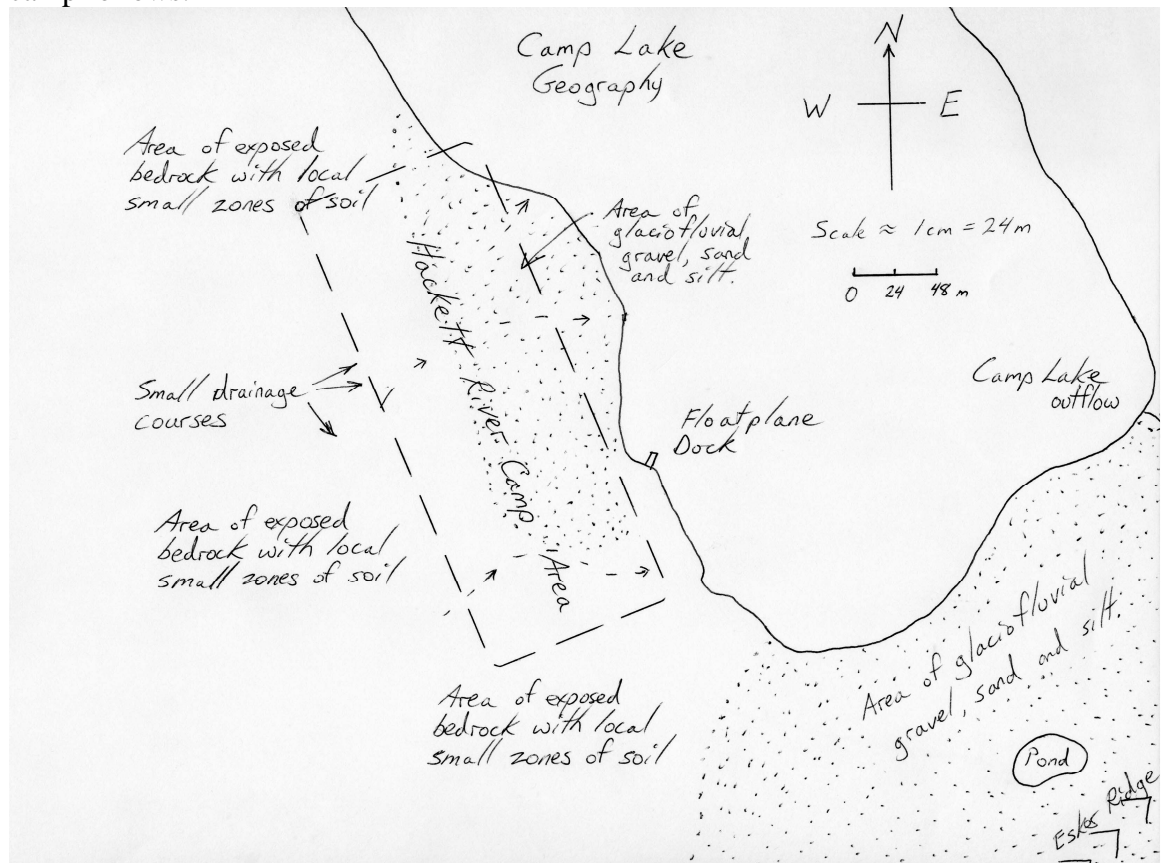 Camp Lake
Geography
N
W E
Area of exposed
bedrock with local
small zones of soil
Area of
glaciofluvial
gravel, sand
and silt.
Scale ≈ 1cm = 24m
0 24 48 m
Hackett River Camp Area
Small drainage
courses
Camp Lake
outflow
Floatplane
Dock
Area of exposed
bedrock with local
small zones of soil
Area of glaciofluvial
gravel, sand and silt.
Area of exposed
bedrock with local
small zones of soil
Pond
Esker Ridge